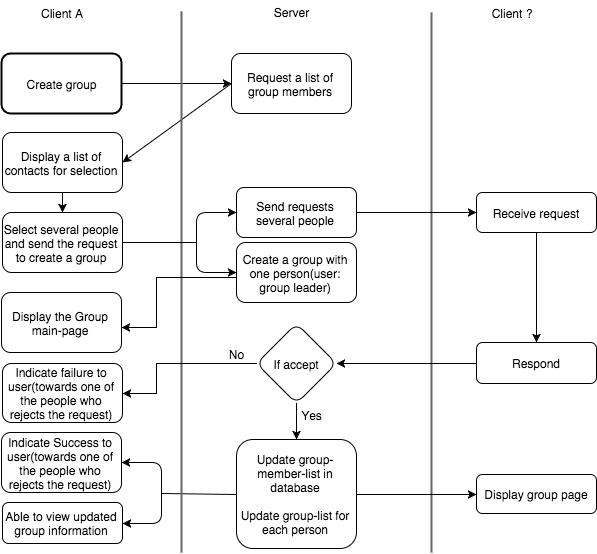 Client A
Server
Client ?
Create group
Request a list of
group members
Display a list of
contacts for selection
Select several people
and send the request
to create a group
Send requests
several people
Receive request
Create a group with
one person(user:
group leader)
Display the Group
main-page
No
If accept
Respond
Indicate failure to
user(towards one of
the people who
rejects the request)
Yes
Indicate Success to
user(towards one of
the people who
rejects the request)
Update group-
member-list in
database
Update group-list for
each person
Display group page
Able to view updated
group information